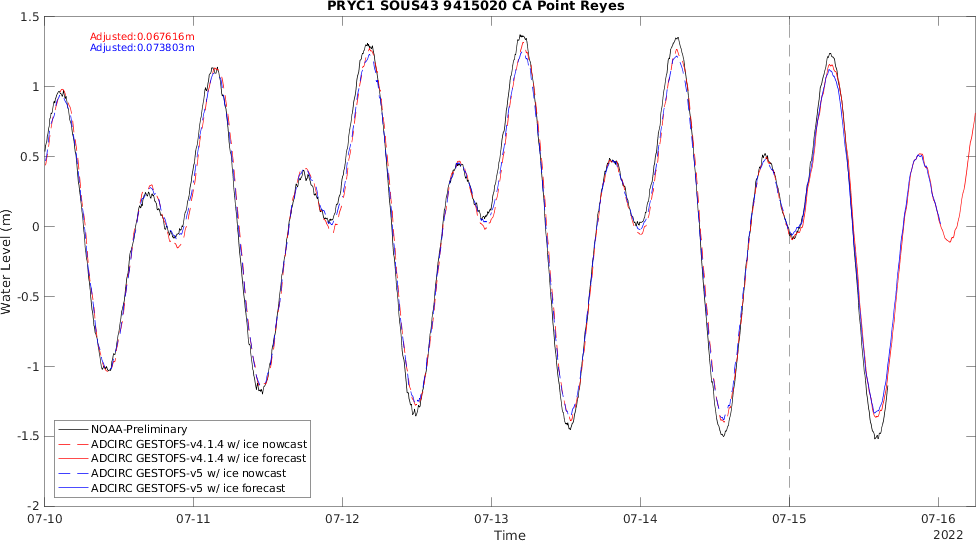 PRYC1 SOUS43 9415020 CA Point Reyes
Adjusted:0.067616m
Adjusted:0.073803m
1.5
1
0.5
0
-0.5
-1
-1.5
-2
Water Level (m)
NOAA-Preliminary
ADCIRC GESTOFS-v4.1.4 w/ ice nowcast
ADCIRC GESTOFS-v4.1.4 w/ ice forecast
ADCIRC GESTOFS-v5 w/ ice nowcast
ADCIRC GESTOFS-v5 w/ ice forecast
07-10 07-11 07-12 07-13 07-14 07-15 07-16
Time
2022